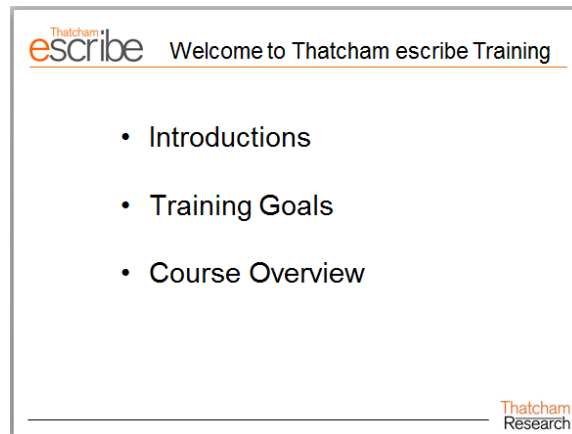 Thatcham
escribe
Welcome to Thatcham escribe Training
• Introductions
• Training Goals
• Course Overview
Thatcham
Research